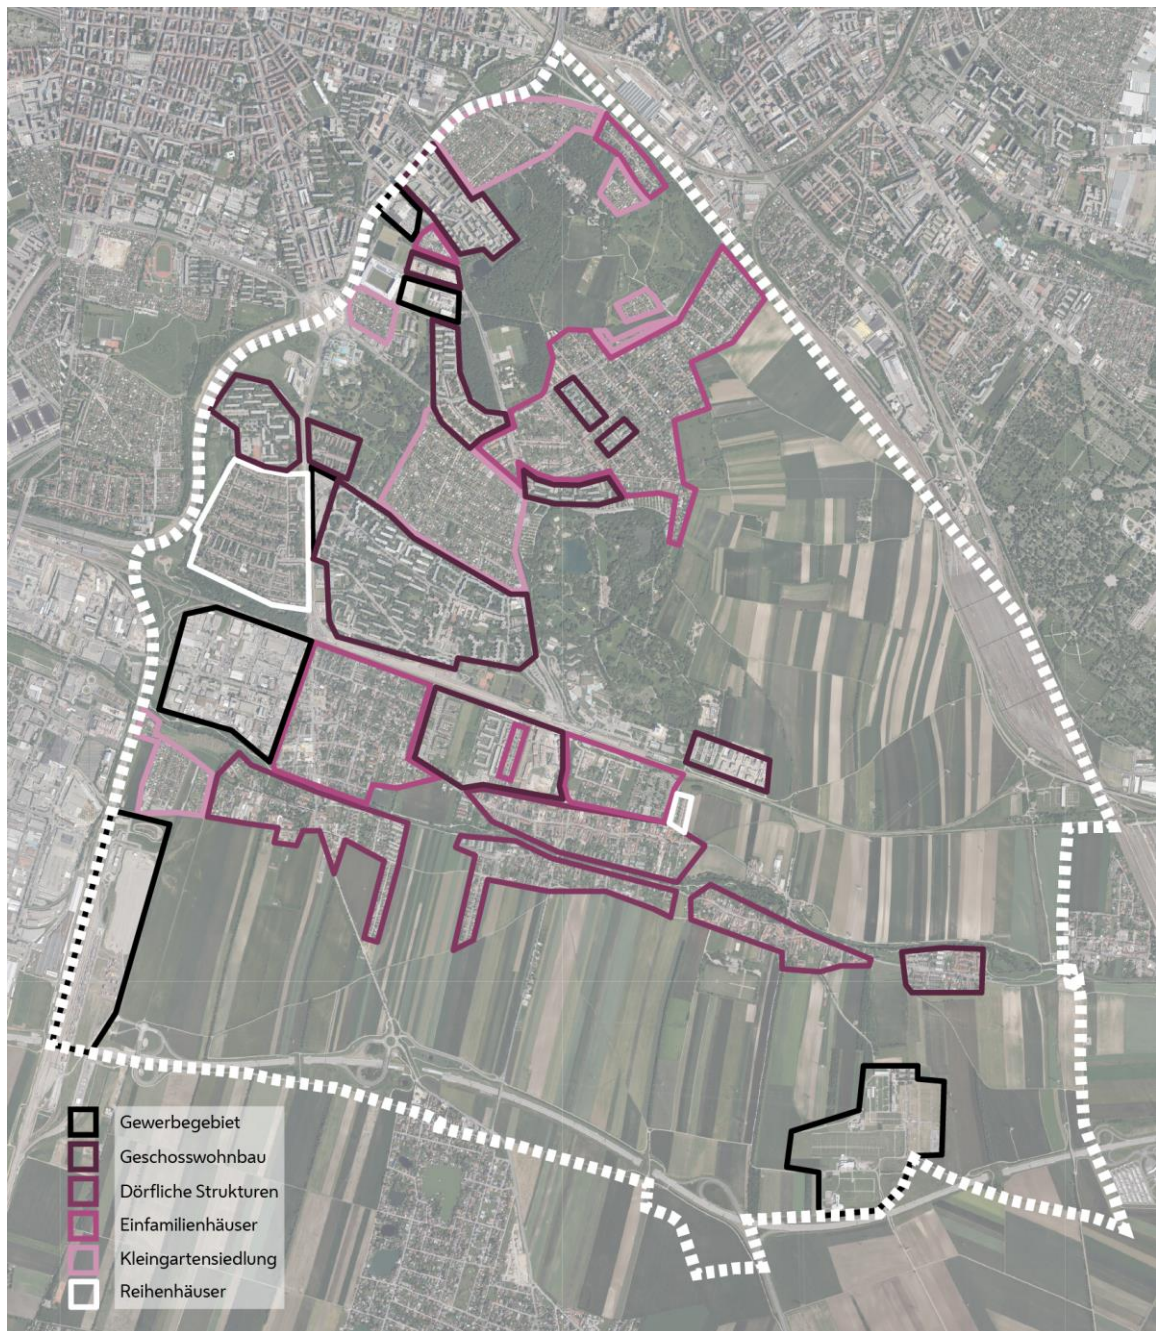 Gewerbegebiet
Geschosswohnbau
Dörfliche Strukturen
Einfamilienhäuser
Kleingartensiedlung
Reihenhäuser